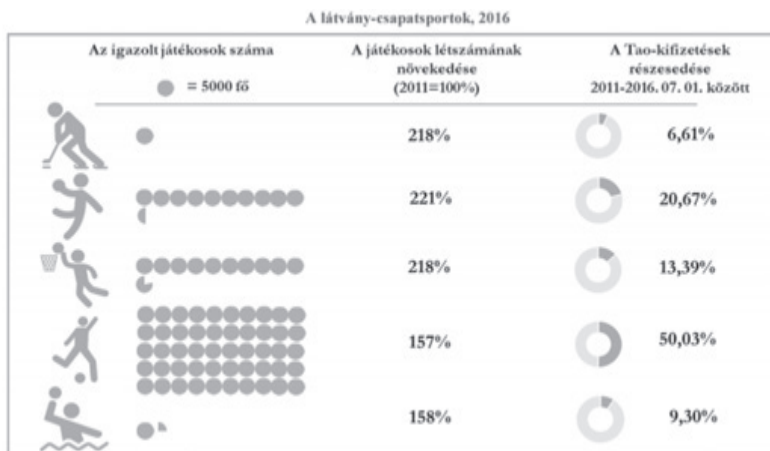 A látvány-csapatsportok, 2016
Az igazolt játékosok száma
= 5000 fő
A játékosok létszámának
növekedése
(2011=100%)
A Tao-kifizetések
részesedése
2011-2016. 07. 01. között
218%
6,61%
221%
20,67%
218%
13,39%
157%
50,03%
158%
9,30%